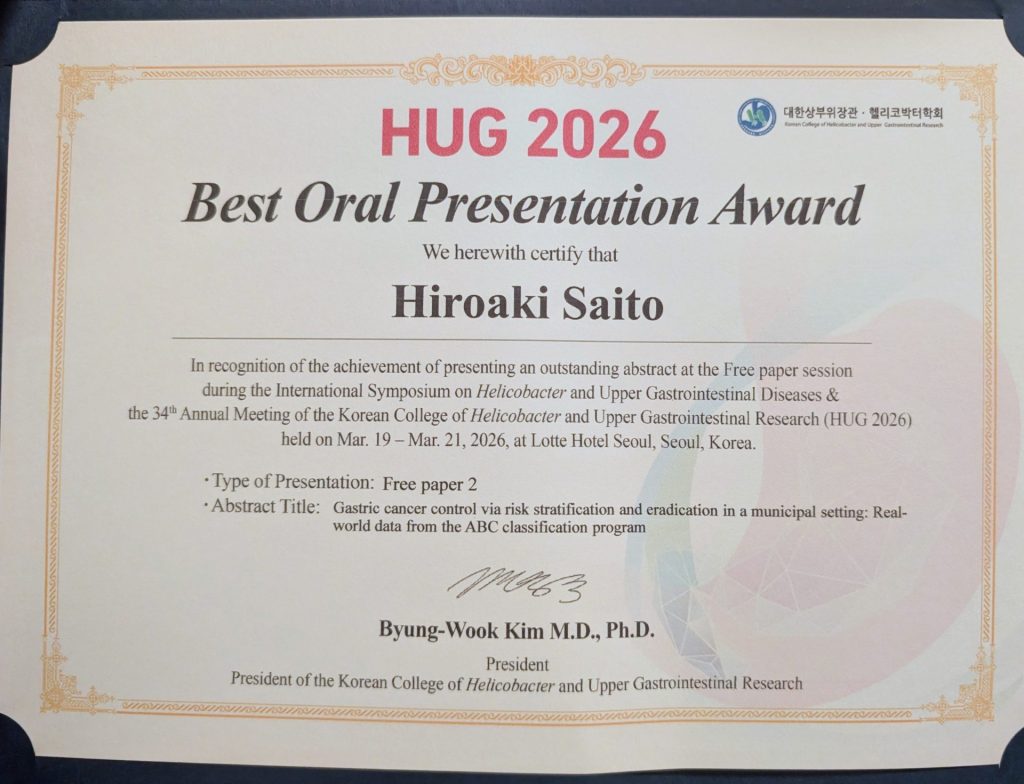 HUG 2026
대한상부위장관 · 헬리코박터학회
Korean College of Helicobacter and Upper Gastrointestinal Research
Best Oral Presentation Award
We herewith certify that
Hiroaki Saito
In recognition of the achievement of presenting an outstanding abstract at the Free paper session
during the International Symposium on Helicobacter and Upper Gastrointestinal Diseases &
the 34th Annual Meeting of the Korean College of Helicobacter and Upper Gastrointestinal Research (HUG 2026)
held on Mar. 19 – Mar. 21, 2026, at Lotte Hotel Seoul, Seoul, Korea.
· Type of Presentation: Free paper 2
· Abstract Title: Gastric cancer control via risk stratification and eradication in a municipal setting: Real-
world data from the ABC classification program
Byung-Wook Kim M.D., Ph.D.
President
President of the Korean College of Helicobacter and Upper Gastrointestinal Research